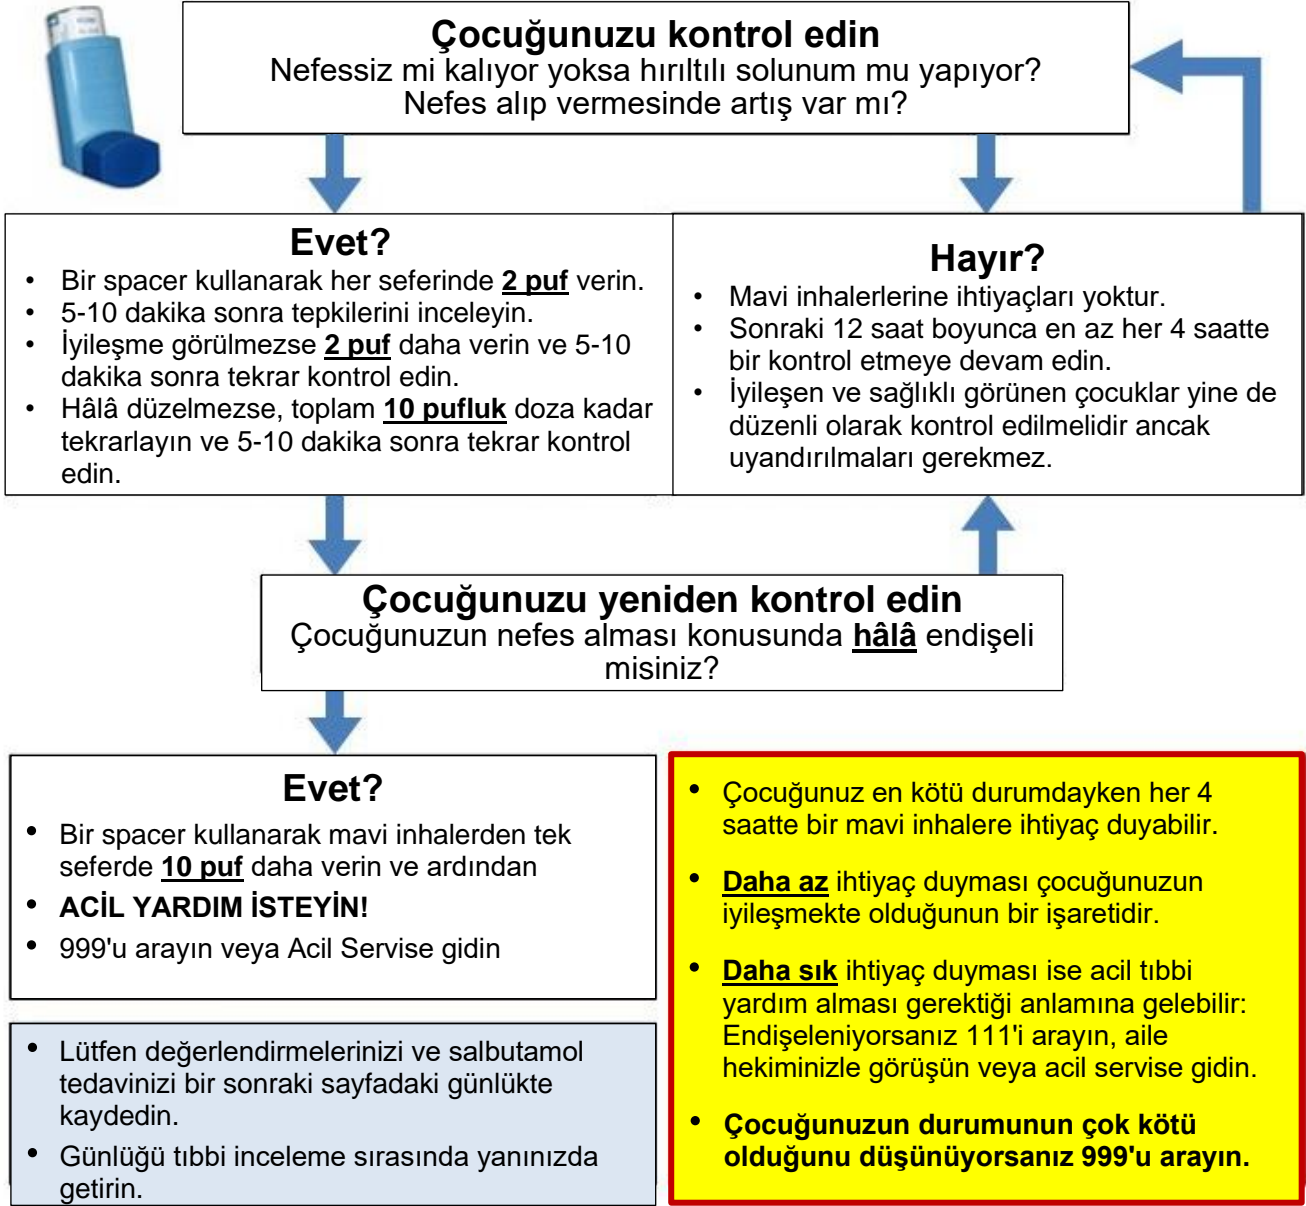 Çocuğunuzu kontrol edin
Nefessiz mi kalıyor yoksa hırıltılı solunum mu yapıyor?
Nefes alıp vermesinde artış var mı?
Evet?
• Bir spacer kullanarak her seferinde 2 puf verin.
• 5-10 dakika sonra tepkilerini inceleyin.
• İyileşme görülmezse 2 puf daha verin ve 5-10
dakika sonra tekrar kontrol edin.
• Hâlâ düzelmezse, toplam 10 pufluk doza kadar
tekrarlayın ve 5-10 dakika sonra tekrar kontrol
edin.
Hayır?
• Mavi inhalerlerine ihtiyaçları yoktur.
• Sonraki 12 saat boyunca en az her 4 saatte
bir kontrol etmeye devam edin.
• İyileşen ve sağlıklı görünen çocuklar yine de
düzenli olarak kontrol edilmelidir ancak
uyandırılmaları gerekmez.
Çocuğunuzu yeniden kontrol edin
Çocuğunuzun nefes alması konusunda hâlâ endişeli
misiniz?
Evet?
• Bir spacer kullanarak mavi inhalerden tek
seferde 10 puf daha verin ve ardından
• ACİL YARDIM İSTEYİN!
• 999'u arayın veya Acil Servise gidin
• Lütfen değerlendirmelerinizi ve salbutamol
tedavinizi bir sonraki sayfadaki günlükte
kaydedin.
• Günlüğü tıbbi inceleme sırasında yanınızda
getirin.
• Çocuğunuz en kötü durumdayken her 4
saatte bir mavi inhalere ihtiyaç duyabilir.
• Daha az ihtiyaç duyması çocuğunuzun
iyileşmekte olduğunun bir işaretidir.
• Daha sık ihtiyaç duyması ise acil tıbbi
yardım alması gerektiği anlamına gelebilir:
Endişeleniyorsanız 111'i arayın, aile
hekiminizle görüşün veya acil servise gidin.
• Çocuğunuzun durumunun çok kötü
olduğunu düşünüyorsanız 999'u arayın.